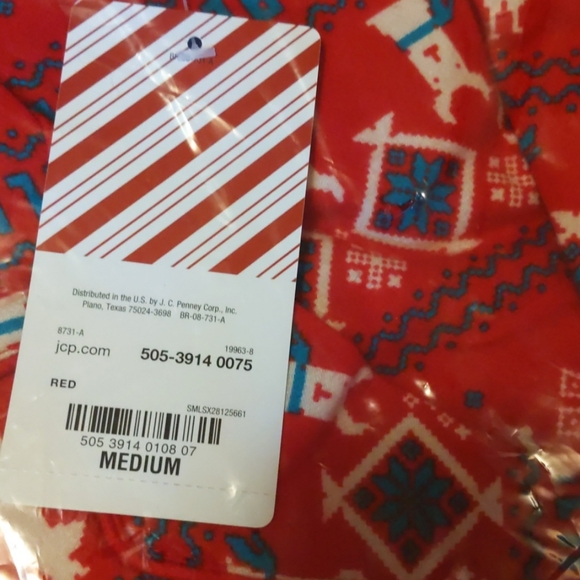 Distributed in the U.S. by J. C. Penney Corp., Inc.
Plano, Texas 75024-3698 BR-08-731-A
8731-A
19963-8
jcp.com
505-3914 0075
RED
SMLSX28125661
505 3914 0108 07
MEDIUM